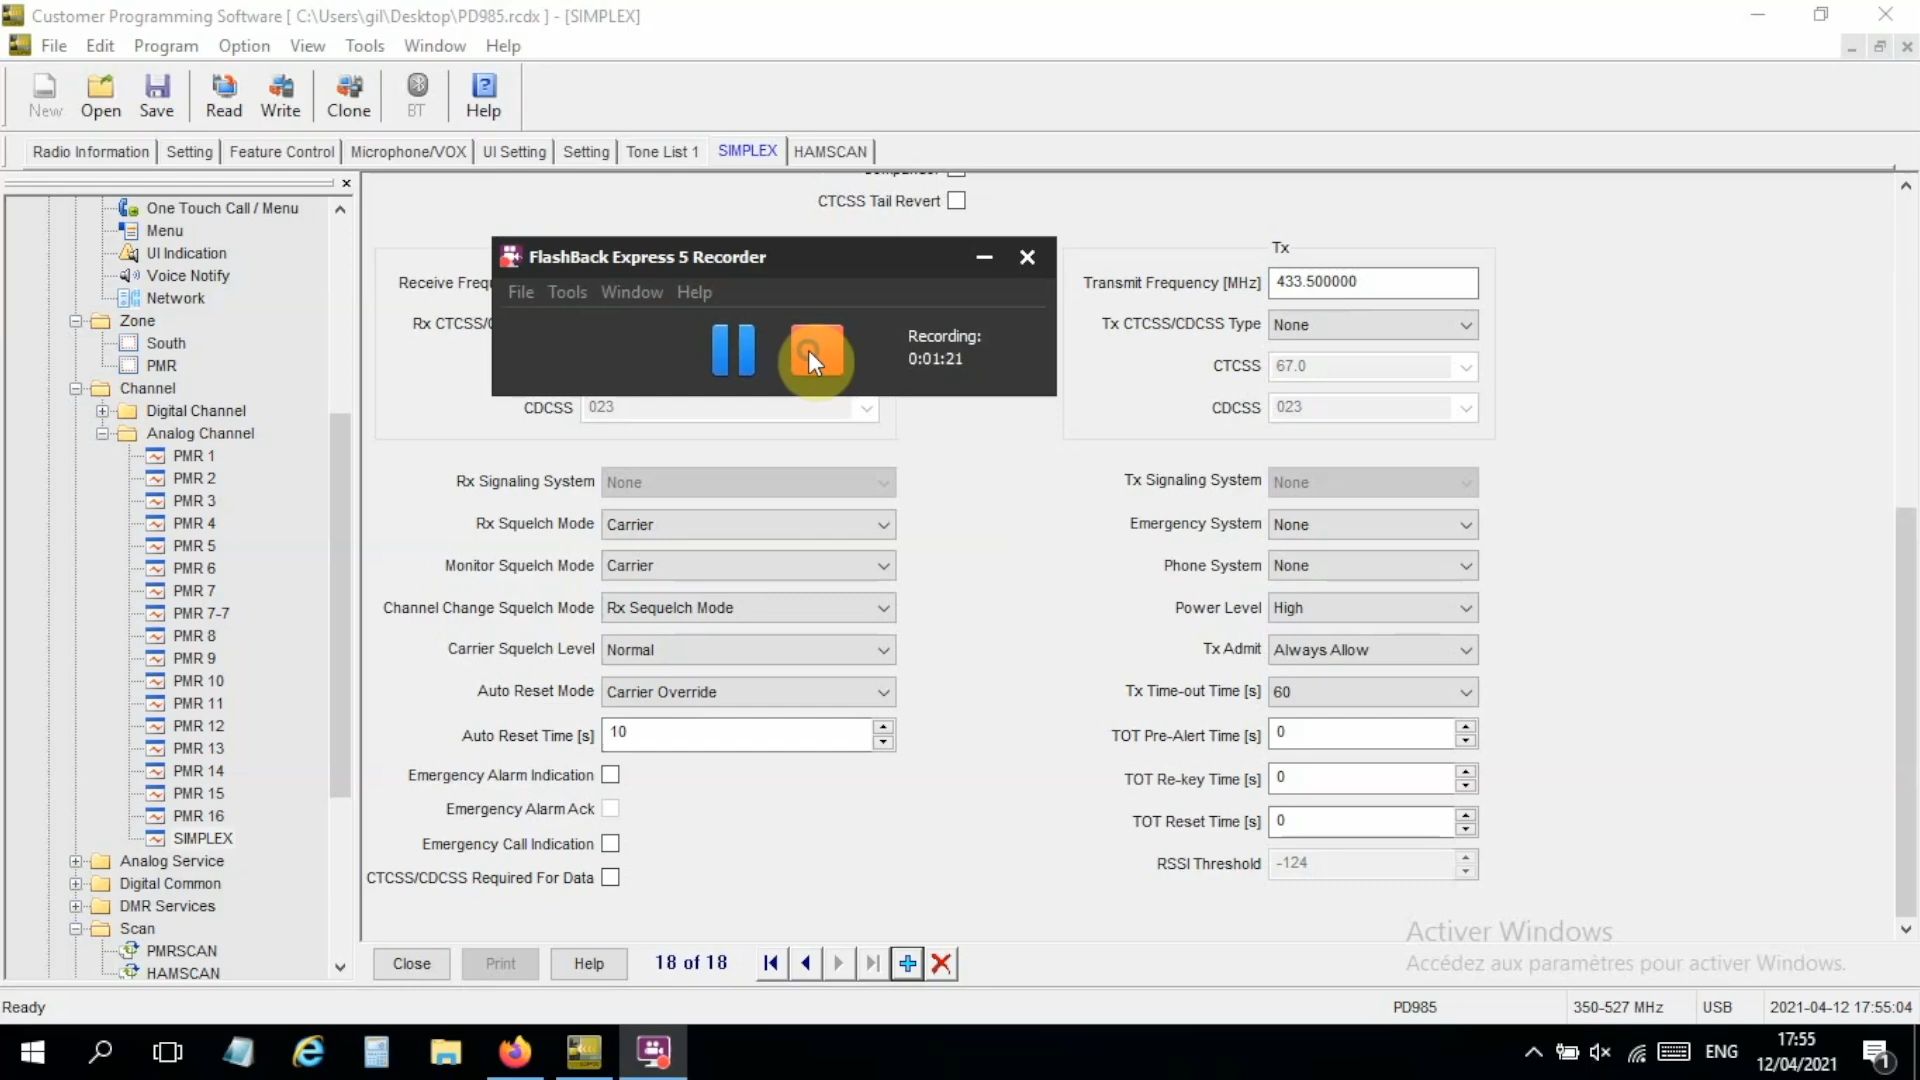 Customer Programming Software [ C:\Users\gil\Desktop\PD985.rcdx ] - [SIMPLEX]
File Edit Program Option View Tools Window Help
New Open Save Read Write Clone BT Help
Radio Information Setting Feature Control Microphone/VOX UI Setting Setting Tone List 1 SIMPLEX HAMSCAN
One Touch Call / Menu
Menu
UI Indication
Voice Notify
Network
Zone
South
PMR
Channel
Digital Channel
Analog Channel
PMR 1
PMR 2
PMR 3
PMR 4
PMR 5
PMR 6
PMR 7
PMR 7-7
PMR 8
PMR 9
PMR 10
PMR 11
PMR 12
PMR 13
PMR 14
PMR 15
PMR 16
SIMPLEX
Analog Service
Digital Common
DMR Services
Scan
PMRSCAN
HAMSCAN
CTCSS Tail Revert
Receive Freq
Rx CTCSS/
CDCSS 023
FlashBack Express 5 Recorder
File Tools Window Help
Recording:
0:01:21
Tx
Transmit Frequency [MHz] 433.500000
Tx CTCSS/CDCSS Type None
CTCSS 67.0
CDCSS 023
Rx Signaling System None
Rx Squelch Mode Carrier
Monitor Squelch Mode Carrier
Channel Change Squelch Mode Rx Sequelch Mode
Carrier Squelch Level Normal
Auto Reset Mode Carrier Override
Auto Reset Time [s] 10
Emergency Alarm Indication
Emergency Alarm Ack
Emergency Call Indication
CTCSS/CDCSS Required For Data
Tx Signaling System None
Emergency System None
Phone System None
Power Level High
Tx Admit Always Allow
Tx Time-out Time [s] 60
TOT Pre-Alert Time [s] 0
TOT Re-key Time [s] 0
TOT Reset Time [s] 0
RSSI Threshold -124
Activer Windows
Accédez aux paramètres pour activer Windows.
Close Print Help 18 of 18
Ready PD985 350-527 MHz USB 2021-04-12 17:55:04
ENG 17:55
12/04/2021
1